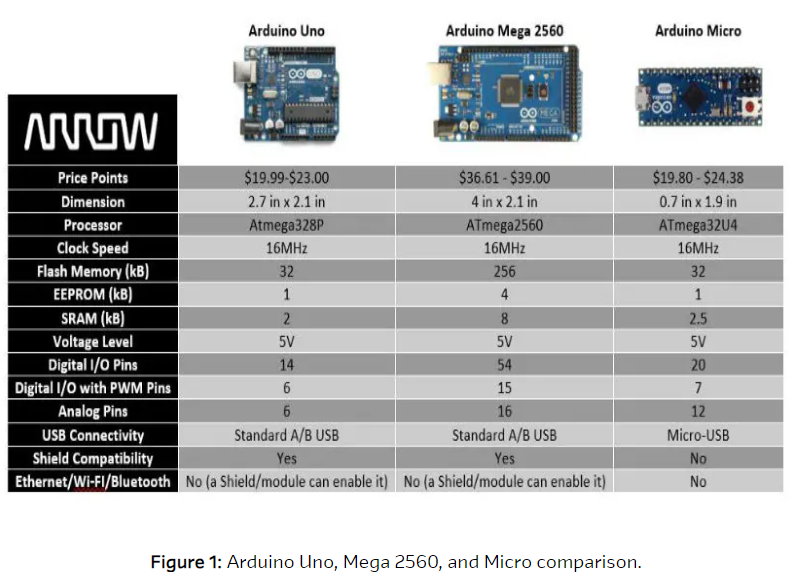 Arduino Uno Arduino Mega 2560 Arduino Micro
ARROW
Price Points $19.99-$23.00 $36.61 - $39.00 $19.80 - $24.38
Dimension 2.7 in x 2.1 in 4 in x 2.1 in 0.7 in x 1.9 in
Processor Atmega328P ATmega2560 ATmega32U4
Clock Speed 16MHz 16MHz 16MHz
Flash Memory (kB) 32 256 32
EEPROM (kB) 1 4 1
SRAM (kB) 2 8 2.5
Voltage Level 5V 5V 5V
Digital I/O Pins 14 54 20
Digital I/O with PWM Pins 6 15 7
Analog Pins 6 16 12
USB Connectivity Standard A/B USB Standard A/B USB Micro-USB
Shield Compatibility Yes Yes No
Ethernet/Wi-FI/Bluetooth No (a Shield/module can enable it) No (a Shield/module can enable it) No
Figure 1: Arduino Uno, Mega 2560, and Micro comparison.